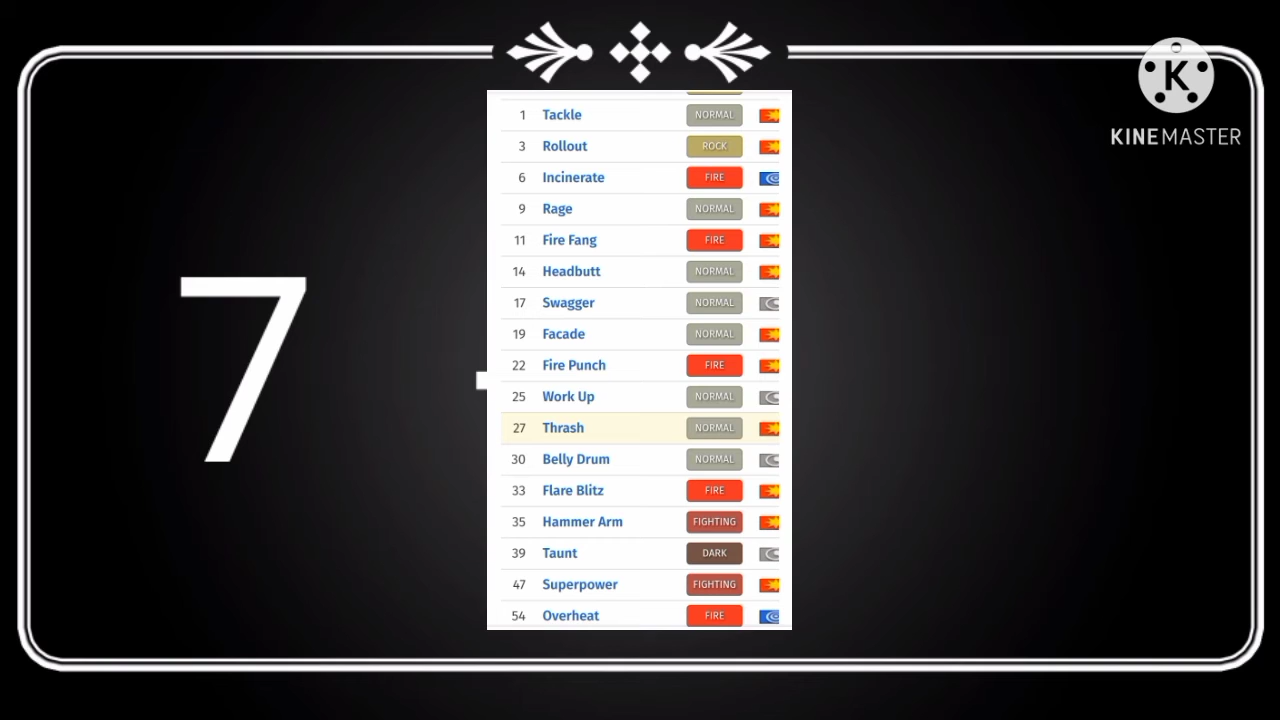 K
KINEMASTER
7
1 Tackle NORMAL
3 Rollout ROCK
6 Incinerate FIRE
9 Rage NORMAL
11 Fire Fang FIRE
14 Headbutt NORMAL
17 Swagger NORMAL
19 Facade NORMAL
22 Fire Punch FIRE
25 Work Up NORMAL
27 Thrash NORMAL
30 Belly Drum NORMAL
33 Flare Blitz FIRE
35 Hammer Arm FIGHTING
39 Taunt DARK
47 Superpower FIGHTING
54 Overheat FIRE